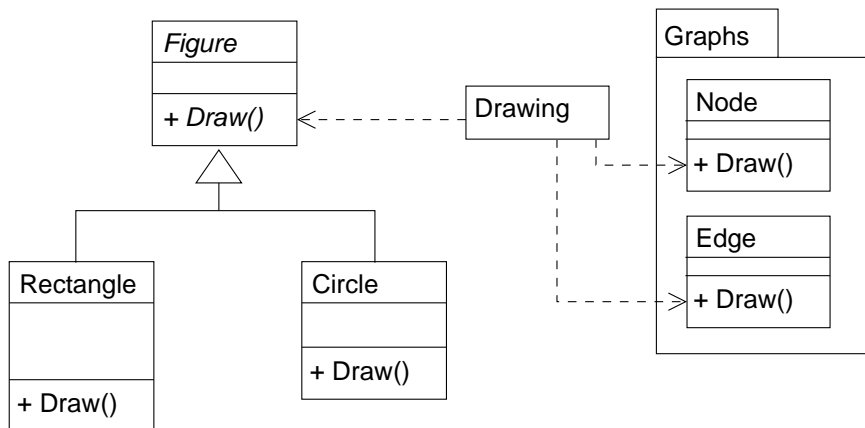 Figure
+ Draw()
Drawing
Graphs
Node
+ Draw()
Edge
+ Draw()
Rectangle
+ Draw()
Circle
+ Draw()